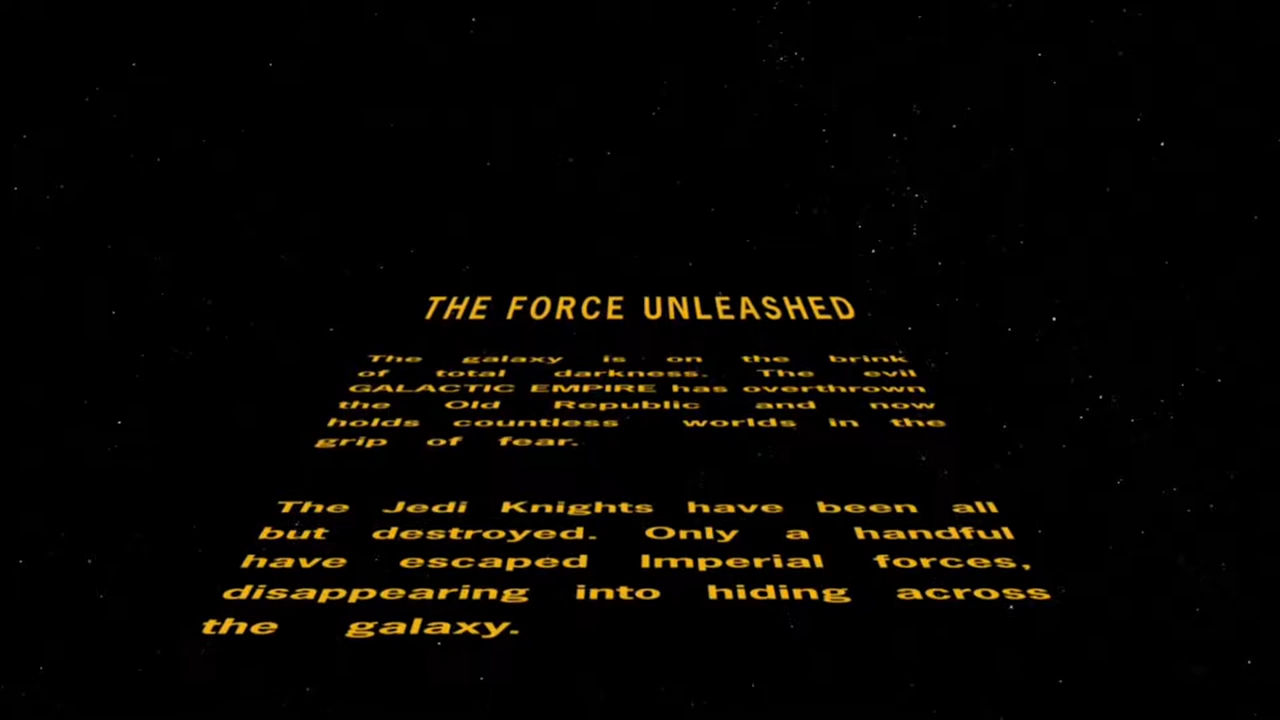 THE FORCE UNLEASHED
The galaxy is on the brink
of total darkness. The evil
GALACTIC EMPIRE has overthrown
the Old Republic and now
holds countless worlds in the
grip of fear.
The Jedi Knights have been all
but destroyed. Only a handful
have escaped Imperial forces,
disappearing into hiding across
the galaxy.